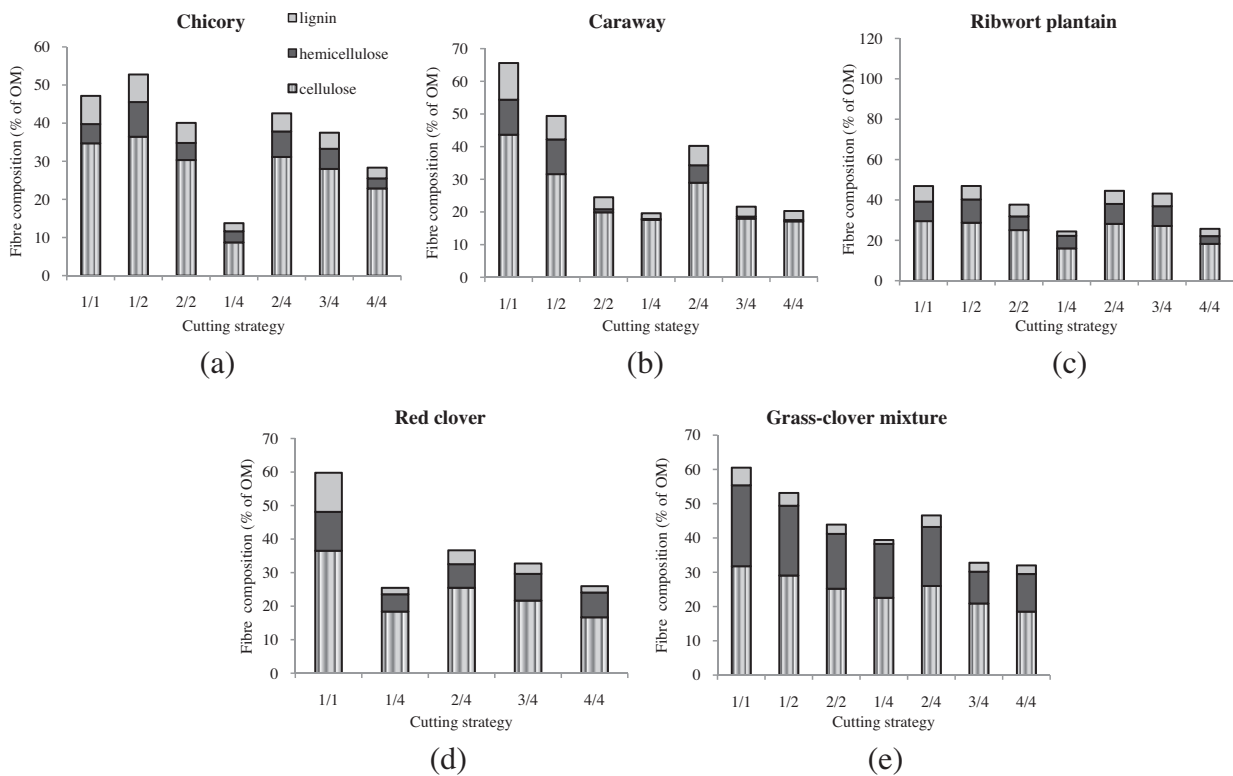 Chicory
lignin
hemicellulose
cellulose
Fibre composition (% of OM)
60
50
40
30
20
10
0
1/1 1/2 2/2 1/4 2/4 3/4 4/4
Cutting strategy
(a)
Caraway
Fibre composition (% of OM)
70
60
50
40
30
20
10
0
1/1 1/2 2/2 1/4 2/4 3/4 4/4
Cutting strategy
(b)
Ribwort plantain
Fibre composition (% of OM)
120
100
80
60
40
20
0
1/1 1/2 2/2 1/4 2/4 3/4 4/4
Cutting strategy
(c)
Red clover
Fibre composition (% of OM)
70
60
50
40
30
20
10
0
1/1 1/4 2/4 3/4 4/4
Cutting strategy
(d)
Grass-clover mixture
Fibre composition (% of OM)
70
60
50
40
30
20
10
0
1/1 1/2 2/2 1/4 2/4 3/4 4/4
Cutting strategy
(e)